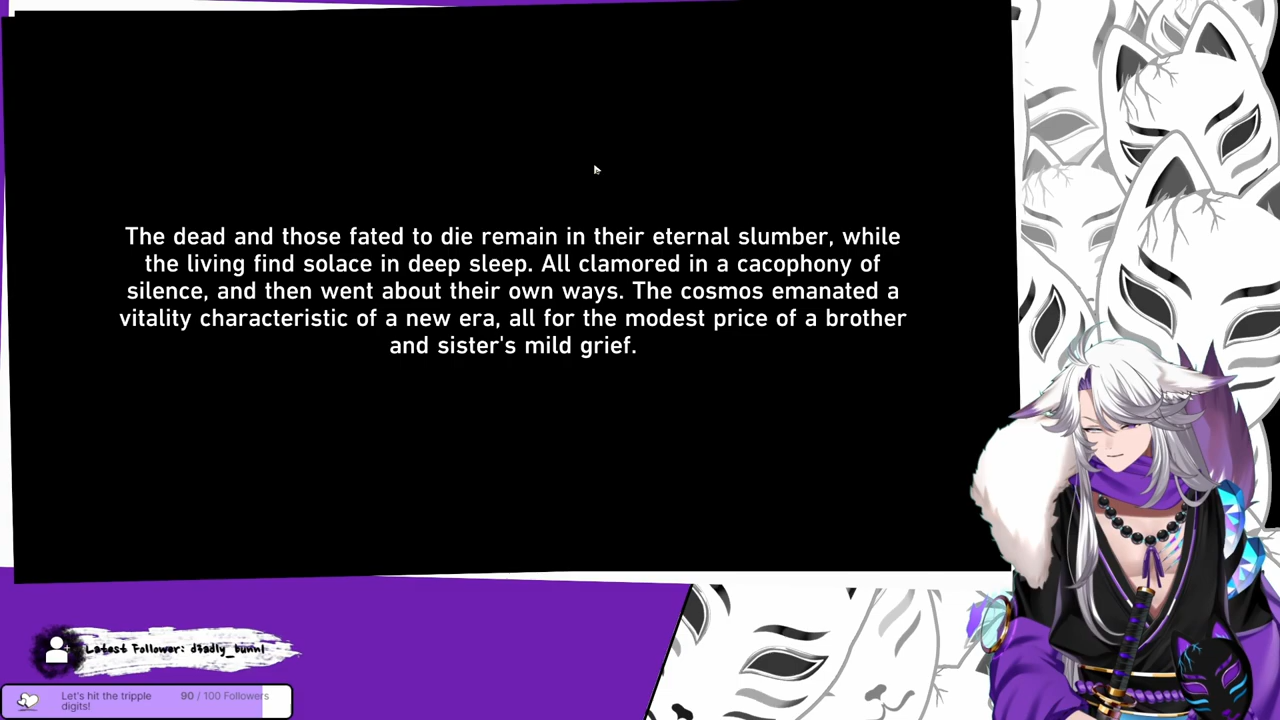 The dead and those fated to die remain in their eternal slumber, while
the living find solace in deep sleep. All clamored in a cacophony of
silence, and then went about their own ways. The cosmos emanated a
vitality characteristic of a new era, all for the modest price of a brother
and sister's mild grief.
Latest Follower: d3adly_bunni
Let's hit the tripple
digits!
90 / 100 Followers